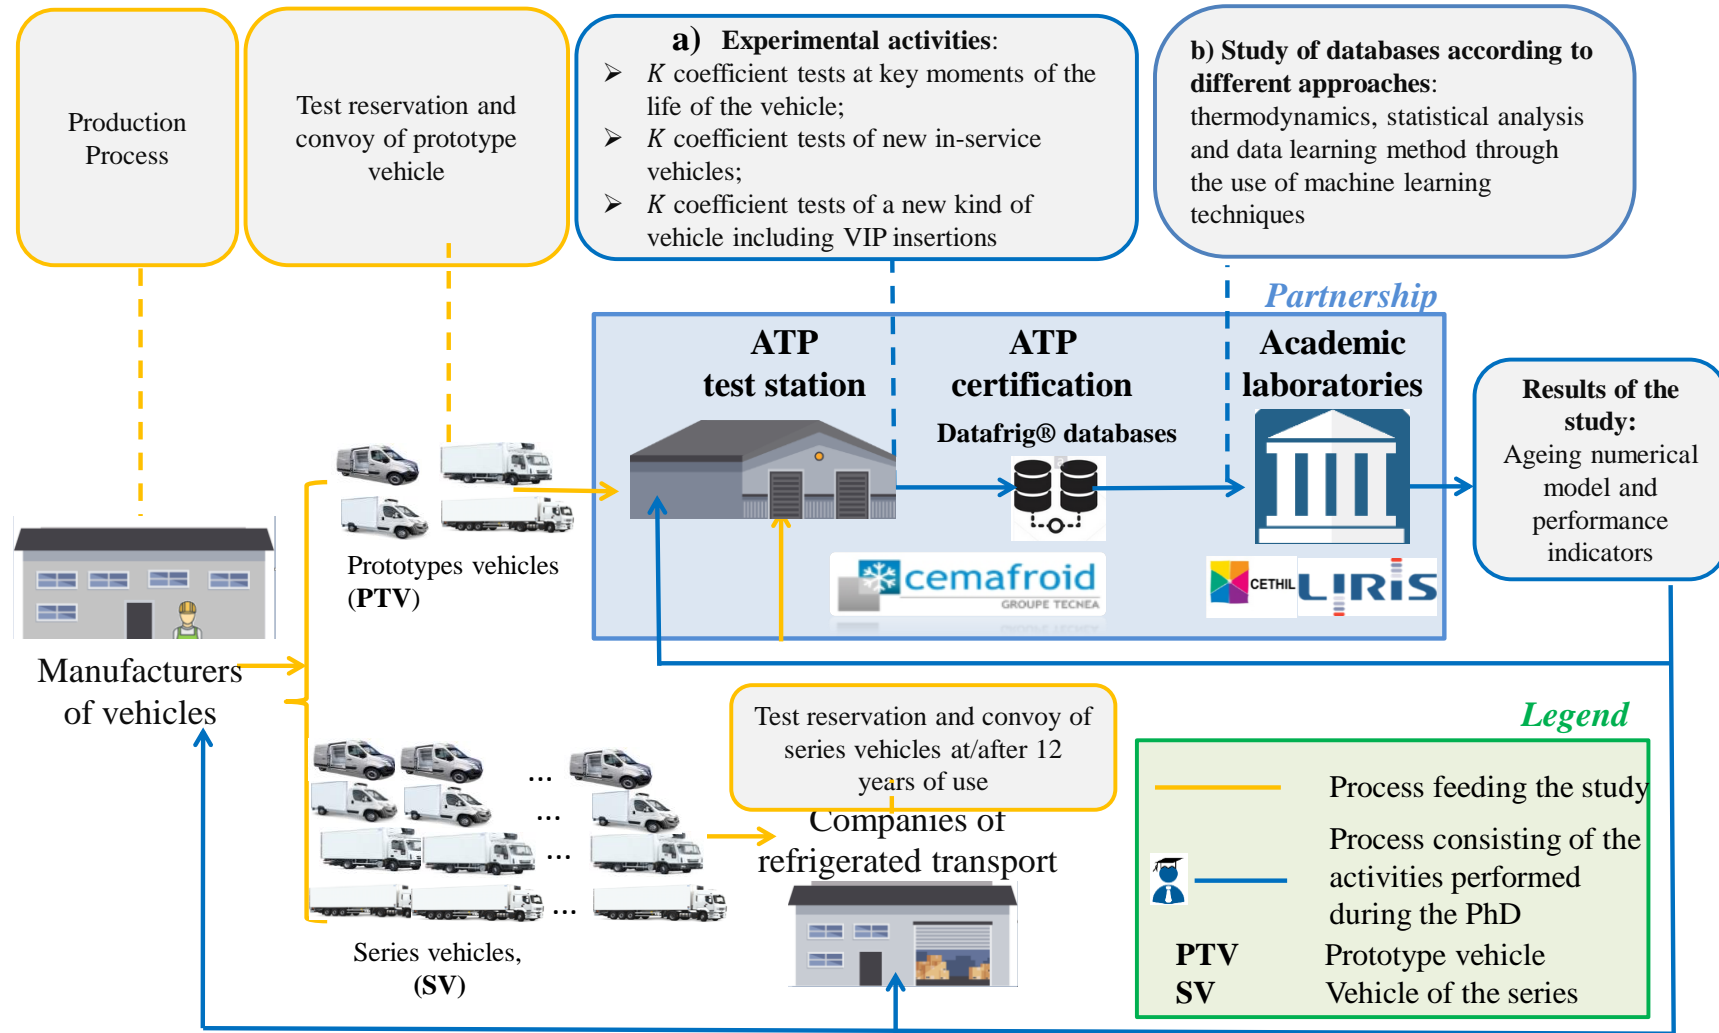 Production
Process
Test reservation and
convoy of prototype
vehicle
a) Experimental activities:
➢ K coefficient tests at key moments of the
life of the vehicle;
➢ K coefficient tests of new in-service
vehicles;
➢ K coefficient tests of a new kind of
vehicle including VIP insertions
b) Study of databases according to
different approaches:
thermodynamics, statistical analysis
and data learning method through
the use of machine learning
techniques
Partnership
ATP
test station
ATP
certification
Datafrig® databases
Academic
laboratories
Results of the
study:
Ageing numerical
model and
performance
indicators
Prototypes vehicles
(PTV)
cemafroid
GROUPE TECNEA
CETHIL
LIRIS
Manufacturers
of vehicles
Test reservation and convoy of
series vehicles at/after 12
years of use
Companies of
refrigerated transport
...
...
...
...
Series vehicles,
(SV)
Legend
Process feeding the study
Process consisting of the
activities performed
during the PhD
PTV Prototype vehicle
SV Vehicle of the series